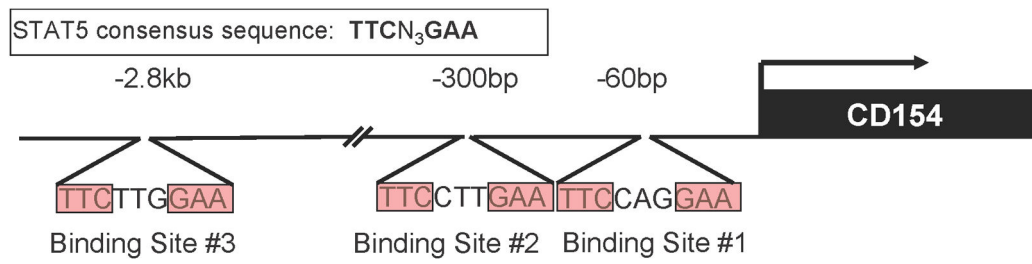 STAT5 consensus sequence: TTCN₃GAA
-2.8kb -300bp -60bp
CD154
TTCTTGGAA TTCCTTGAA TTCCAGGAA
Binding Site #3 Binding Site #2 Binding Site #1